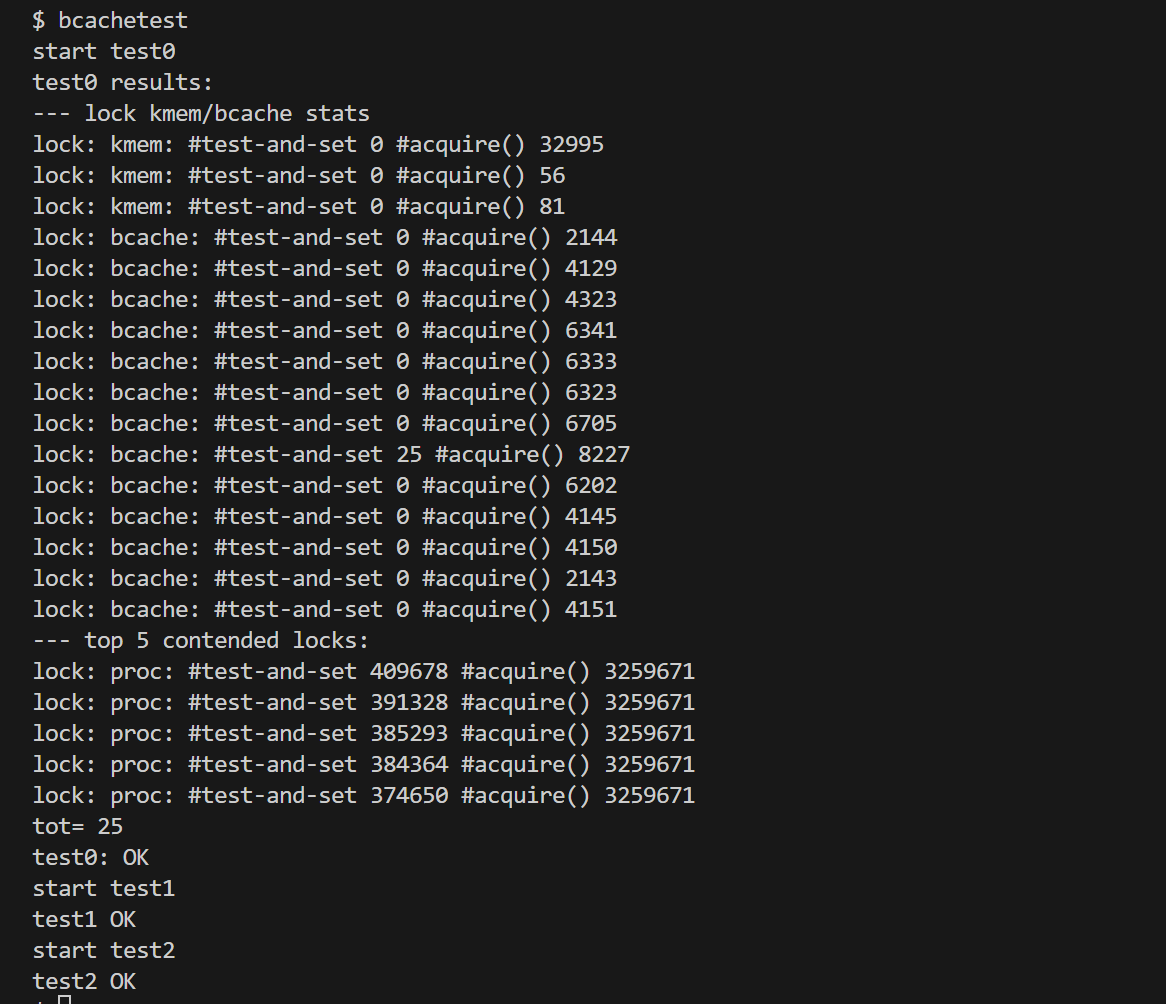 $ bcachetest
start test0
test0 results:
--- lock kmem/bcache stats
lock: kmem: #test-and-set 0 #acquire() 32995
lock: kmem: #test-and-set 0 #acquire() 56
lock: kmem: #test-and-set 0 #acquire() 81
lock: bcache: #test-and-set 0 #acquire() 2144
lock: bcache: #test-and-set 0 #acquire() 4129
lock: bcache: #test-and-set 0 #acquire() 4323
lock: bcache: #test-and-set 0 #acquire() 6341
lock: bcache: #test-and-set 0 #acquire() 6333
lock: bcache: #test-and-set 0 #acquire() 6323
lock: bcache: #test-and-set 0 #acquire() 6705
lock: bcache: #test-and-set 25 #acquire() 8227
lock: bcache: #test-and-set 0 #acquire() 6202
lock: bcache: #test-and-set 0 #acquire() 4145
lock: bcache: #test-and-set 0 #acquire() 4150
lock: bcache: #test-and-set 0 #acquire() 2143
lock: bcache: #test-and-set 0 #acquire() 4151
--- top 5 contended locks:
lock: proc: #test-and-set 409678 #acquire() 3259671
lock: proc: #test-and-set 391328 #acquire() 3259671
lock: proc: #test-and-set 385293 #acquire() 3259671
lock: proc: #test-and-set 384364 #acquire() 3259671
lock: proc: #test-and-set 374650 #acquire() 3259671
tot= 25
test0: OK
start test1
test1 OK
start test2
test2 OK